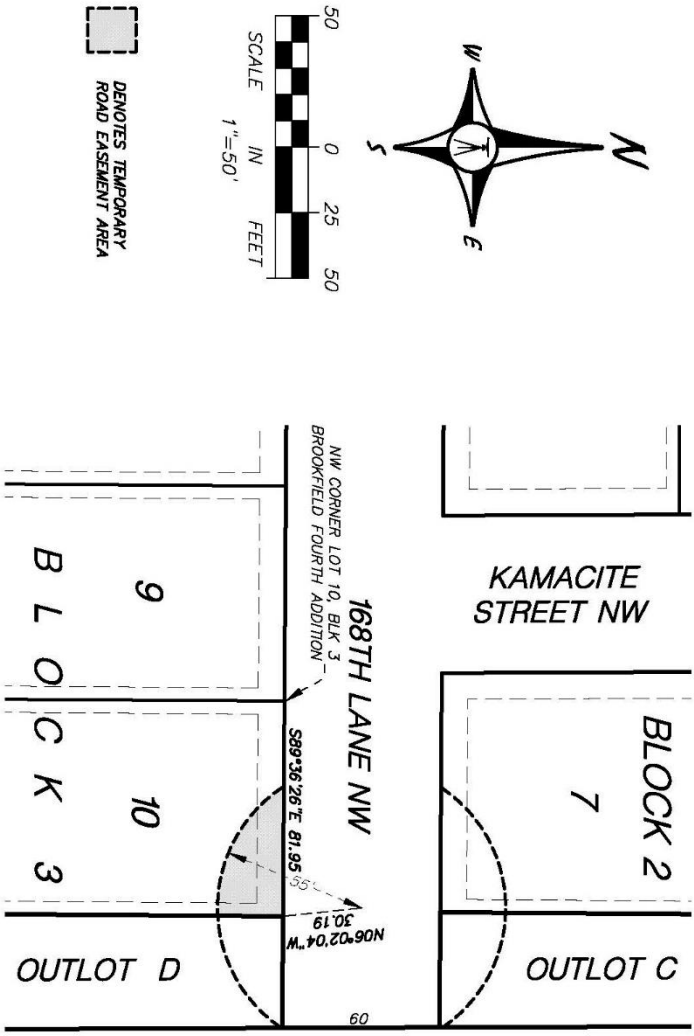 N
W
E
S
50 0 25 50
SCALE IN FEET
1"=50'
DENOTES TEMPORARY
ROAD EASEMENT AREA
KAMACITE
STREET NW
BLOCK 2
7
OUTLOT C
168TH LANE NW
NW CORNER LOT 10, BLK 3
BROOKFIELD FOURTH ADDITION
S89°36'26"E 81.95
55'
N06°02'04"W
30.19
60
9
10
BLOCK 3
OUTLOT D